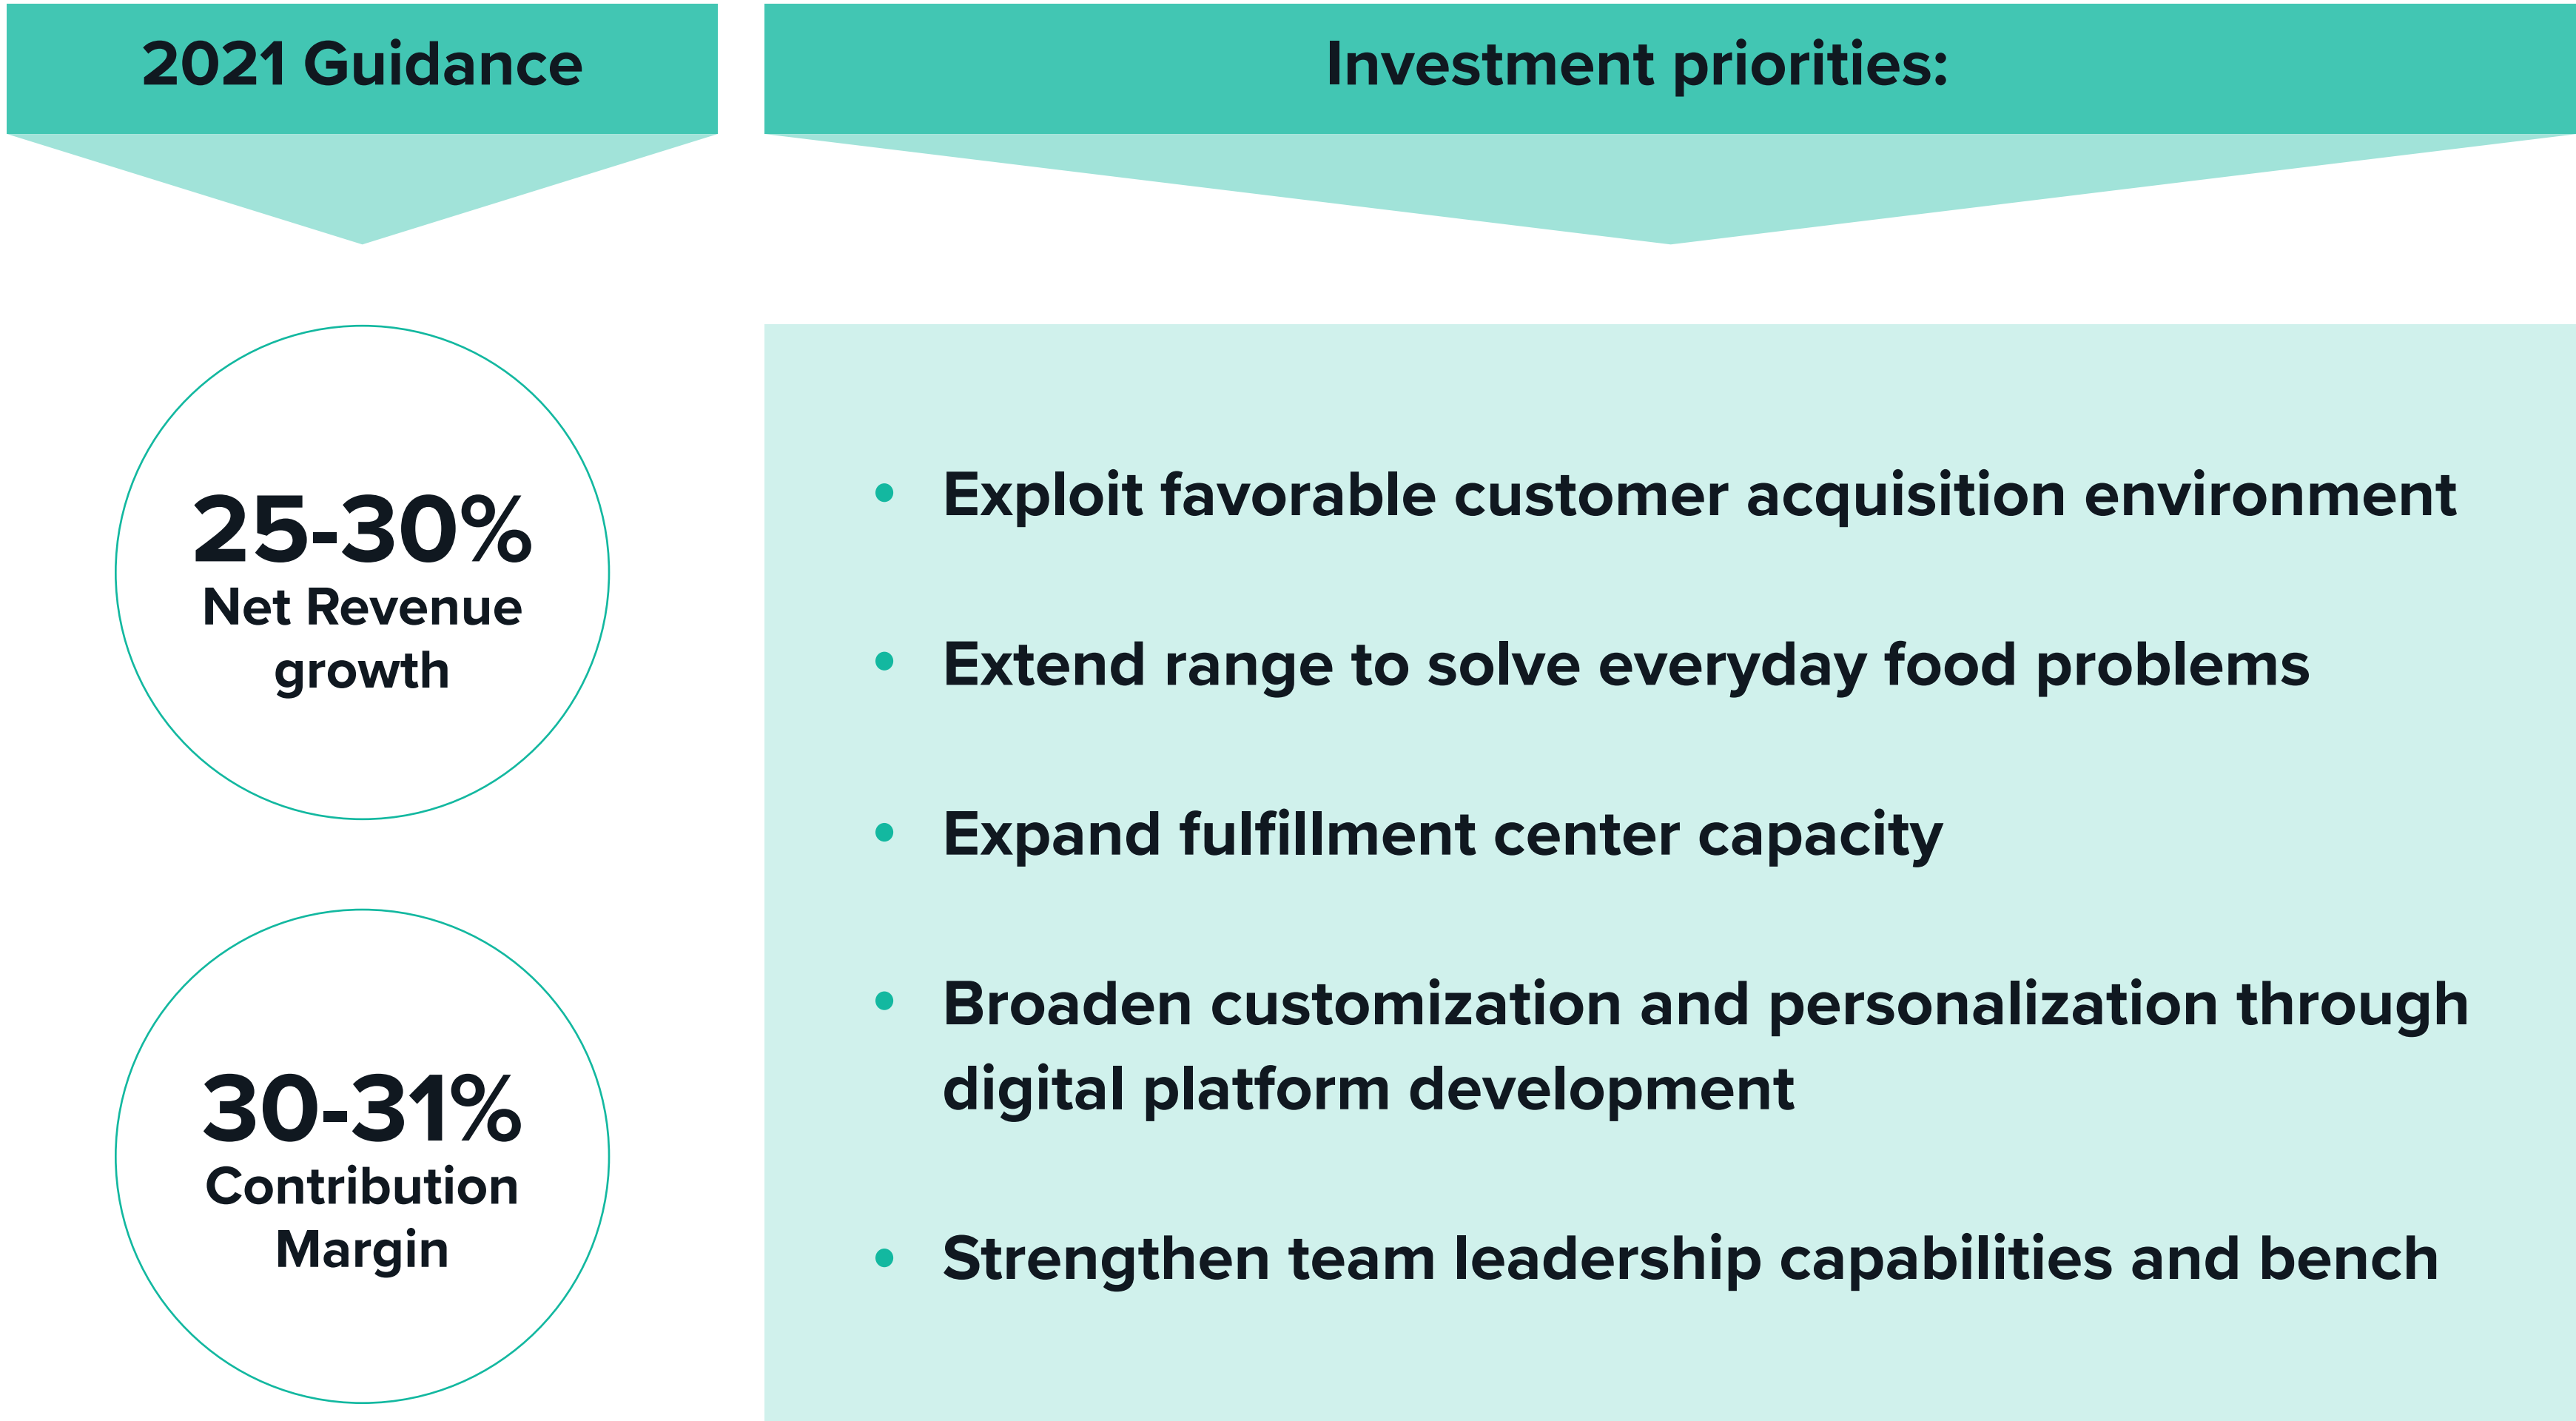 2021 Guidance
25-30%
Net Revenue
growth
30-31%
Contribution
Margin
Investment priorities:
• Exploit favorable customer acquisition environment
• Extend range to solve everyday food problems
• Expand fulfillment center capacity
• Broaden customization and personalization through
digital platform development
• Strengthen team leadership capabilities and bench